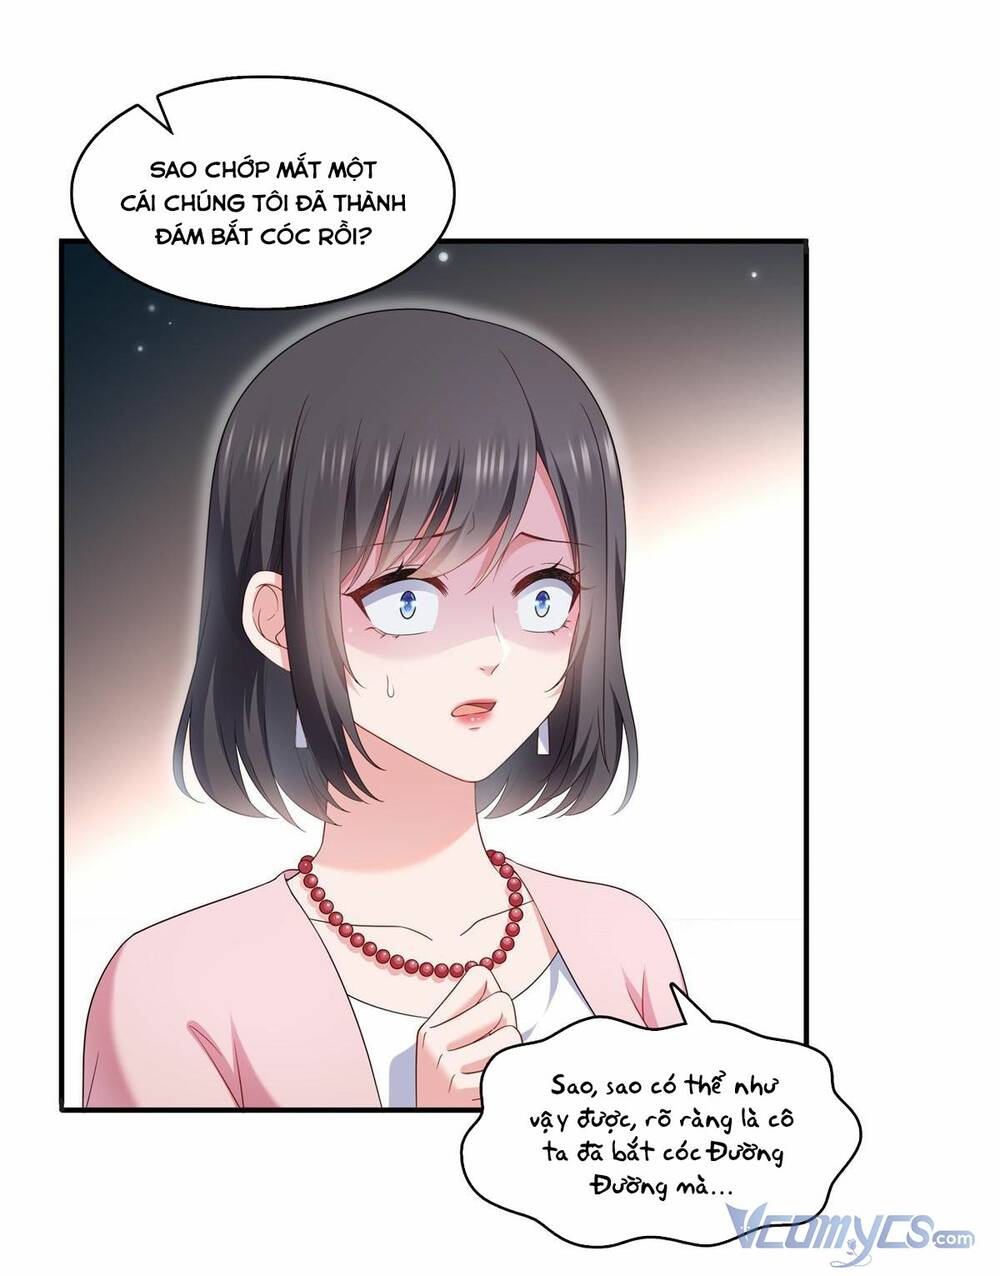 SAO CHỚP MẮT MỘT
CÁI CHÚNG TÔI ĐÃ THÀNH
ĐÁM BẮT CÓC RỒI?
Sao, sao có thể như
vậy được, rõ ràng là cô
ta đã bắt cóc Đường
Đường mà...
VCOMYCS.com